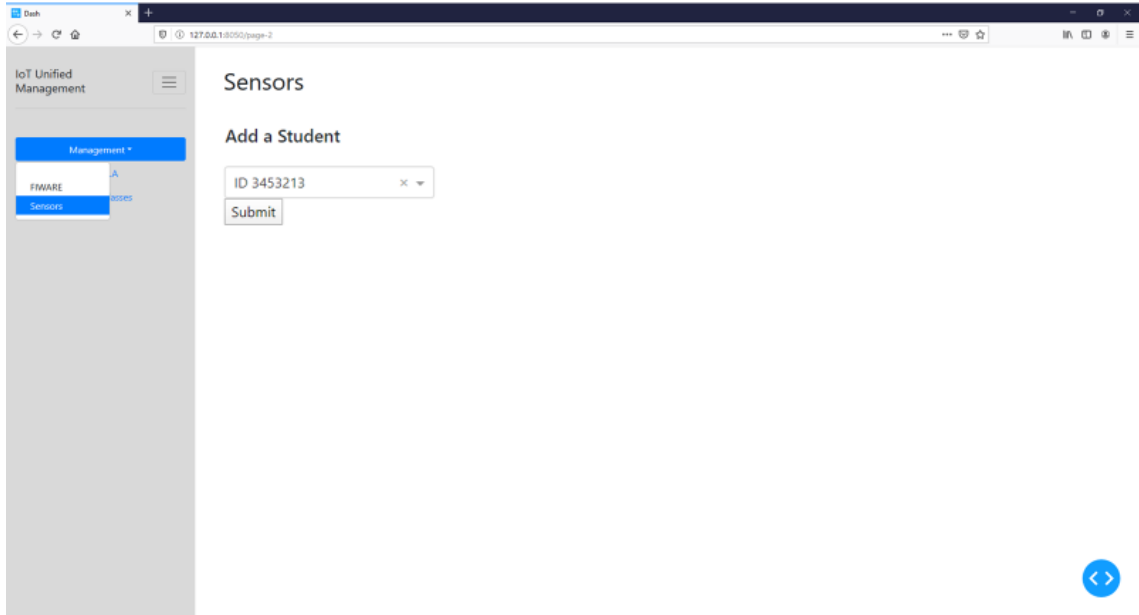 Dash
127.0.0.1:8050/page-2
IoT Unified
Management
Management
FIWARE
Sensors
Sensors
Add a Student
ID 3453213
Submit